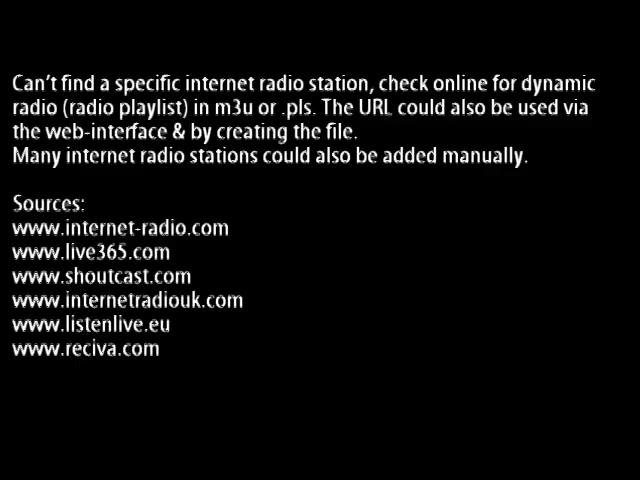 Can't find a specific internet radio station, check online for dynamic
radio (radio playlist) in m3u or .pls. The URL could also be used via
the web-interface & by creating the file.
Many internet radio stations could also be added manually.
Sources:
www.internet-radio.com
www.live365.com
www.shoutcast.com
www.internetradiouk.com
www.listenlive.eu
www.reciva.com